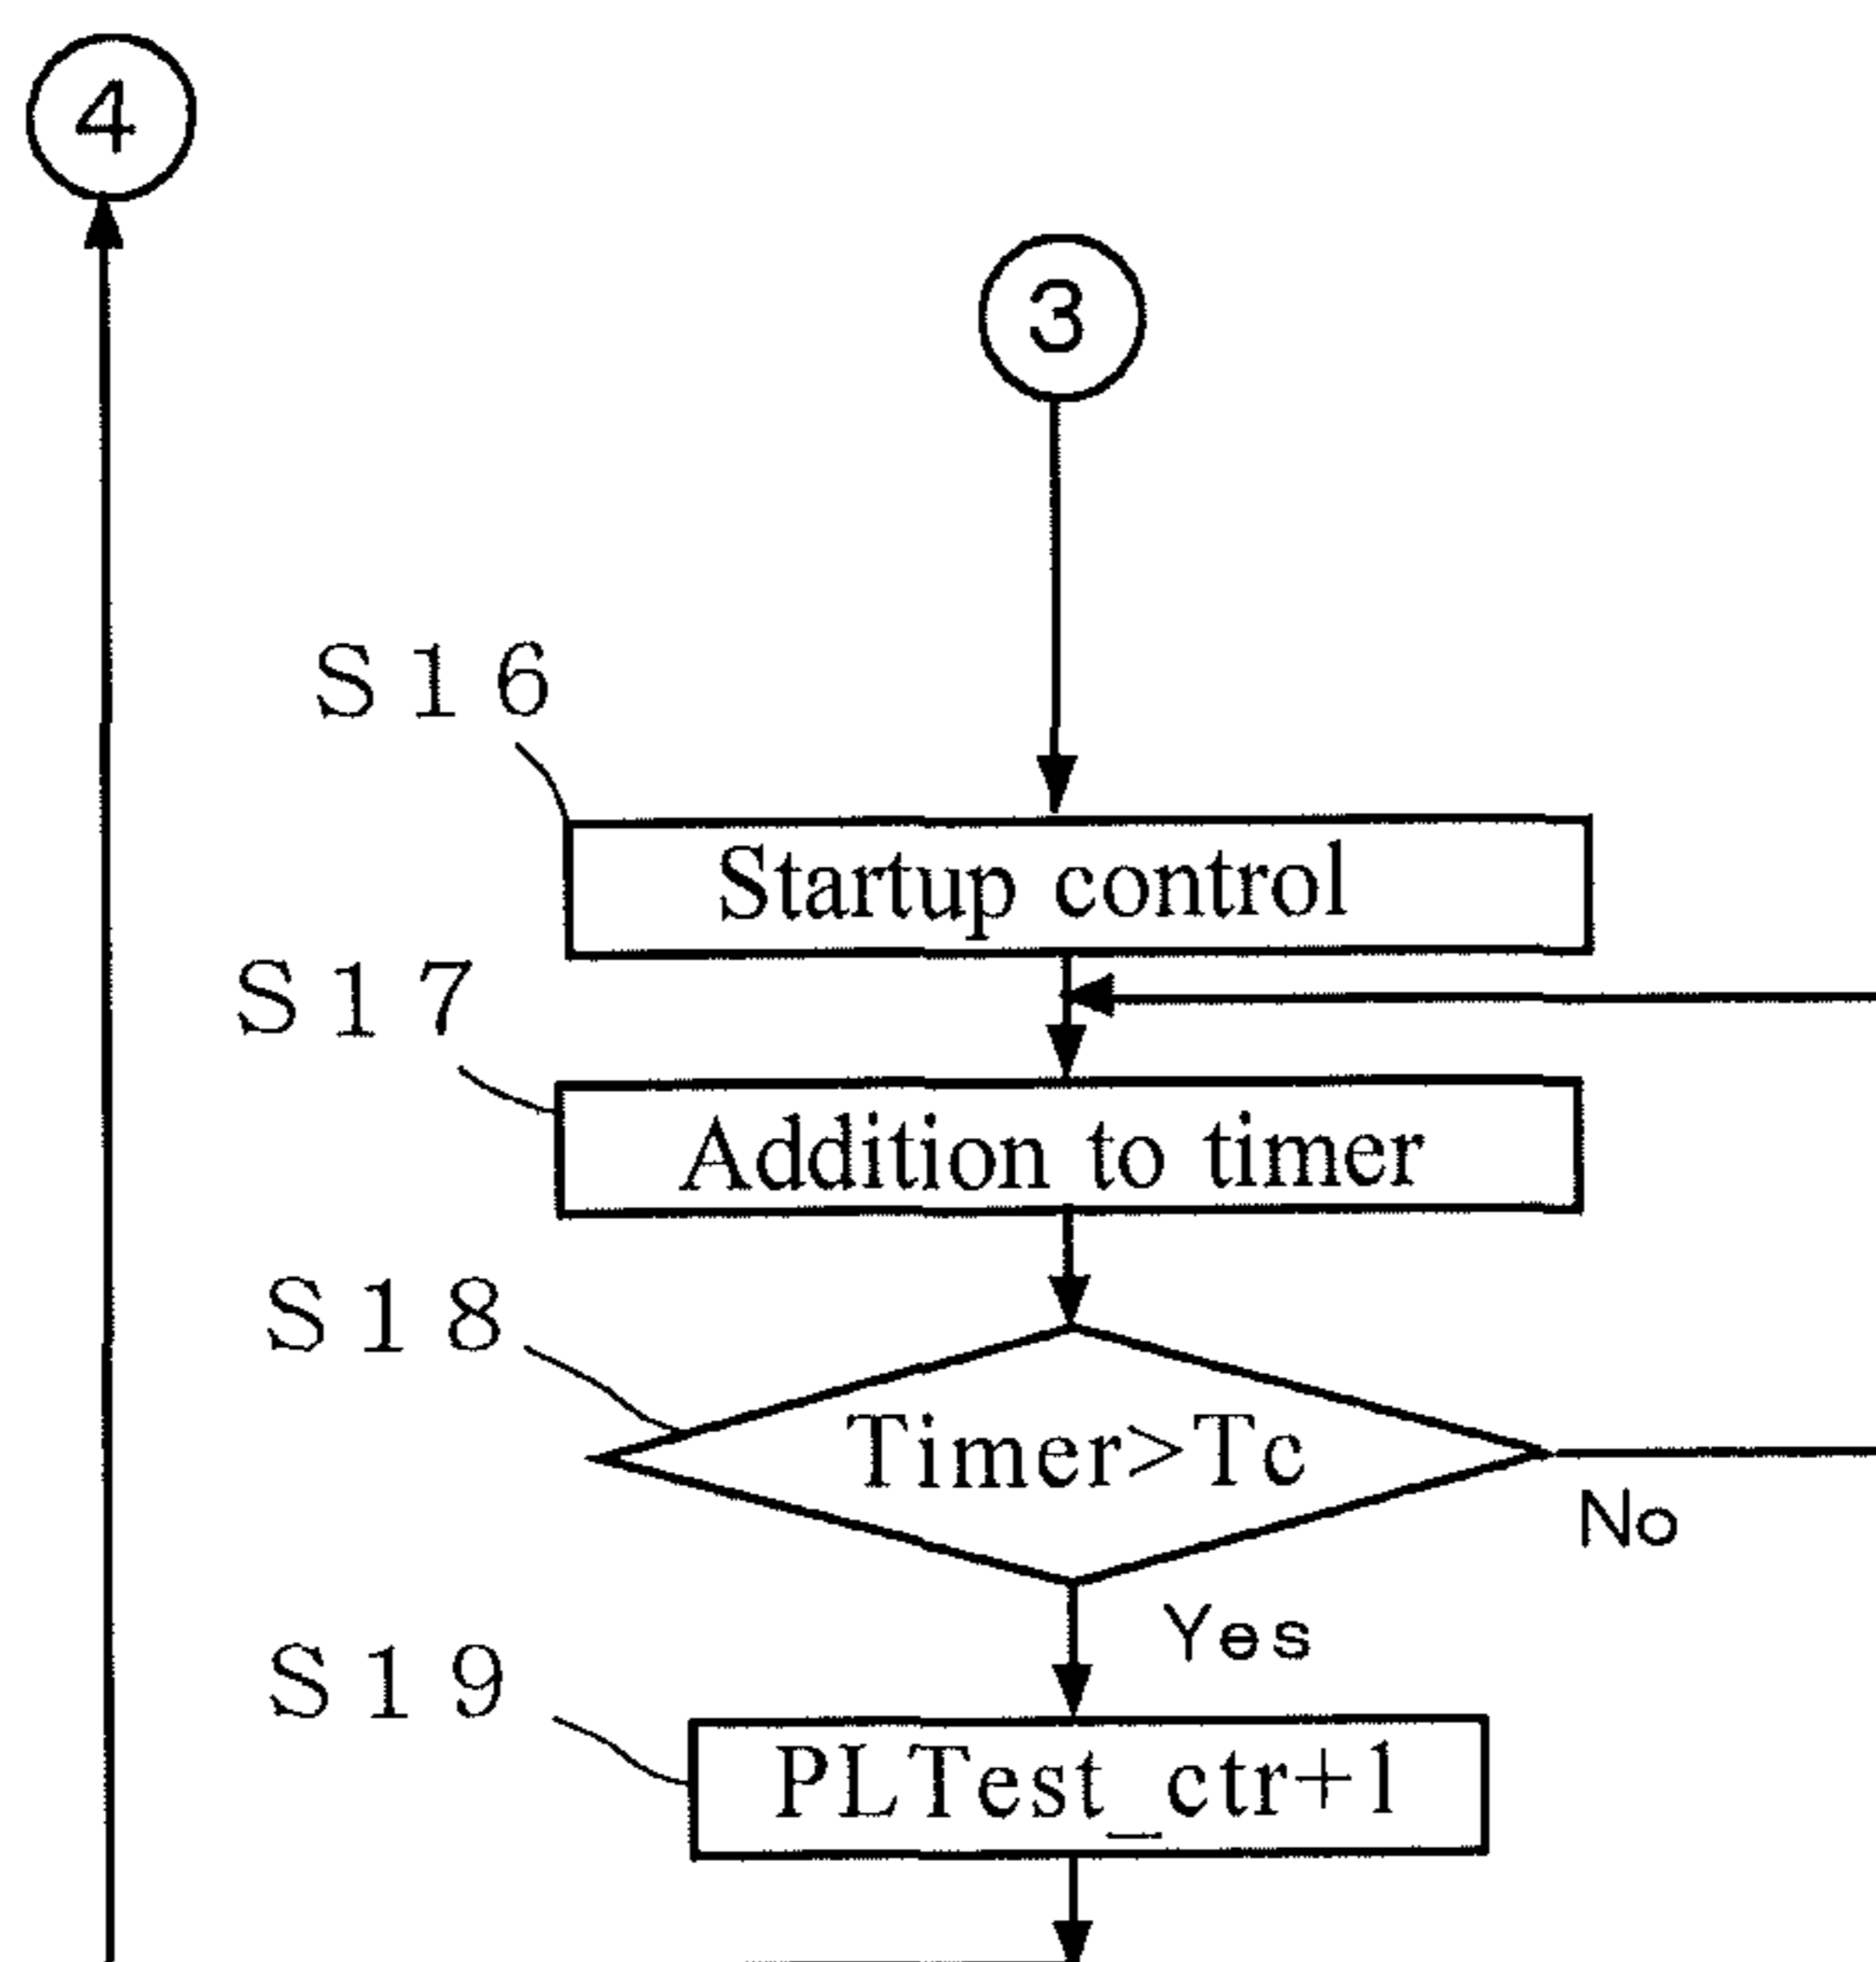 4
3
S16
Startup control
S17
Addition to timer
S18
Timer>Tc
No
Yes
S19
PLTest_ctr+1